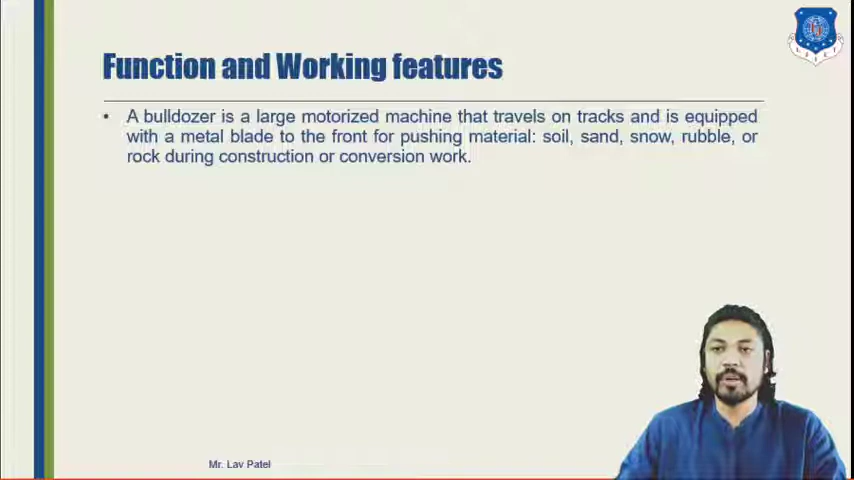 Function and Working features
• A bulldozer is a large motorized machine that travels on tracks and is equipped
with a metal blade to the front for pushing material: soil, sand, snow, rubble, or
rock during construction or conversion work.
Mr. Lav Patel